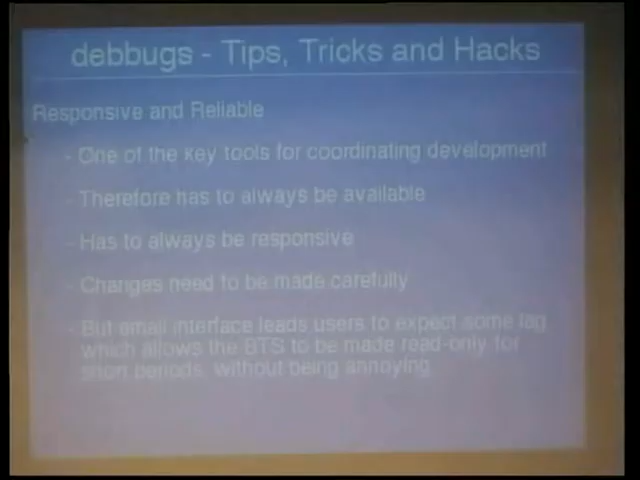 debbugs - Tips, Tricks and Hacks
Responsive and Reliable
- One of the key tools for coordinating development
- Therefore has to always be available
- Has to always be responsive
- Changes need to be made carefully
- But email interface leads users to expect some lag
which allows the BTS to be made read-only for
short periods, without being annoying